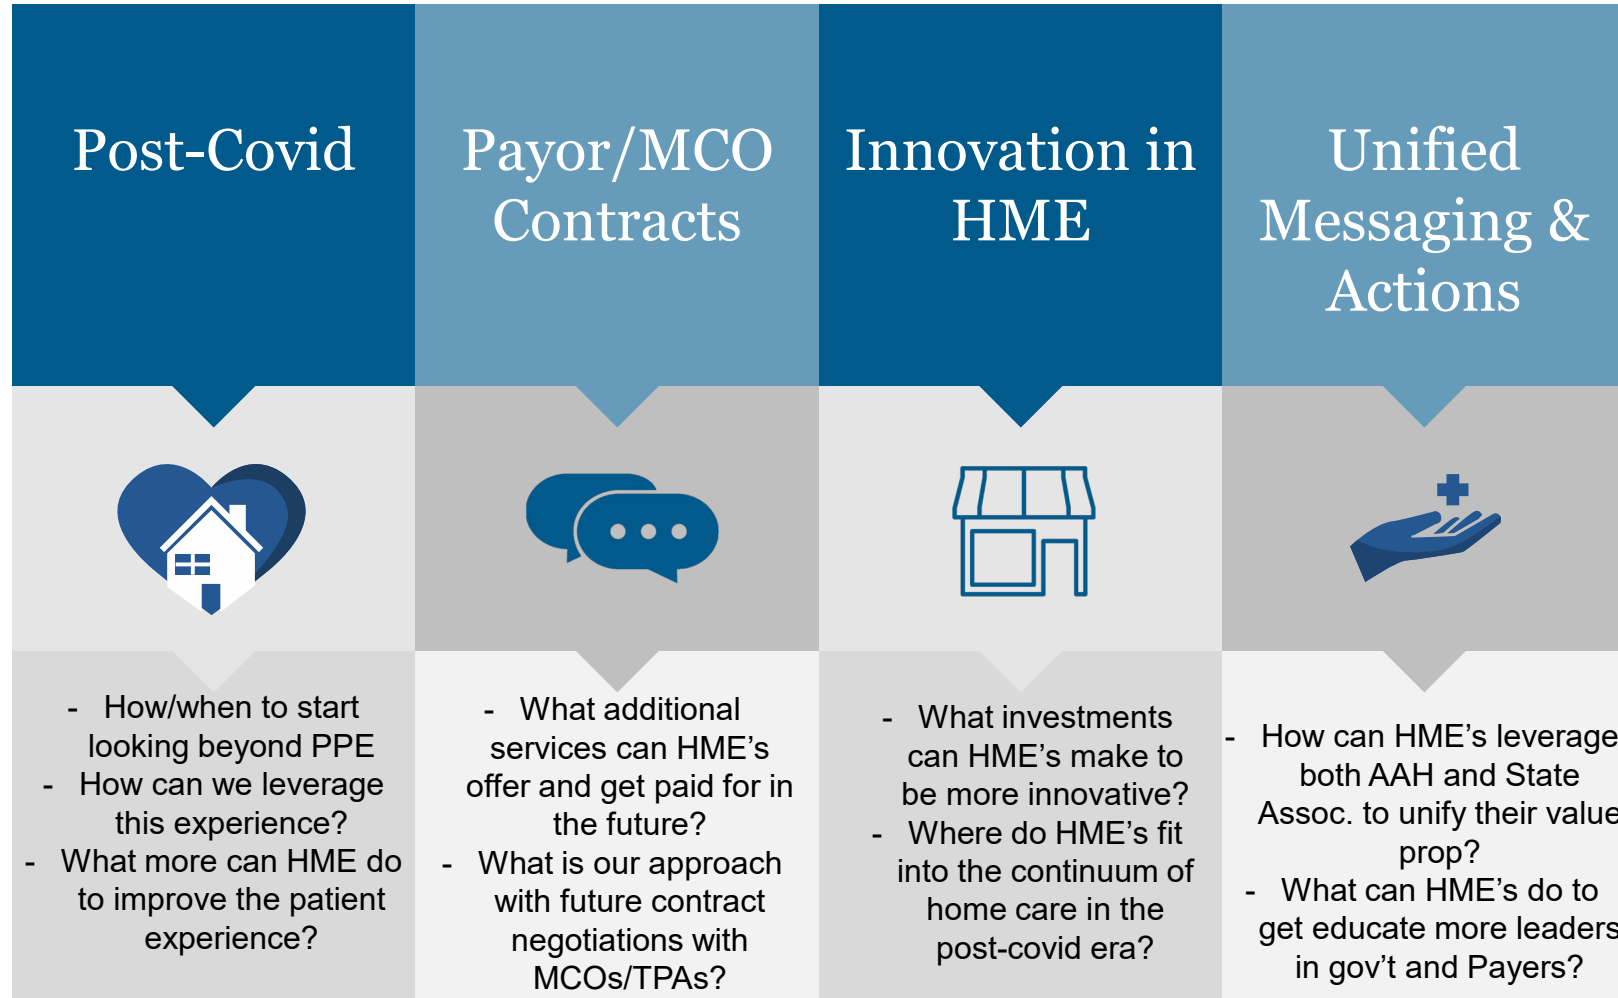 Post-Covid
Payor/MCO
Contracts
Innovation in
HME
Unified
Messaging &
Actions
- How/when to start
looking beyond PPE
- How can we leverage
this experience?
- What more can HME do
to improve the patient
experience?
- What additional
services can HME's
offer and get paid for in
the future?
- What is our approach
with future contract
negotiations with
MCOs/TPAs?
- What investments
can HME's make to
be more innovative?
- Where do HME's fit
into the continuum of
home care in the
post-covid era?
- How can HME's leverage
both AAH and State
Assoc. to unify their value
prop?
- What can HME's do to
get educate more leaders
in gov't and Payers?